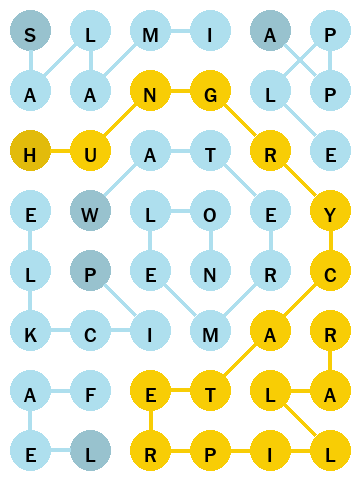 S L M I A P
A A N G L P
H U A T R E
E W L O E Y
L P E N R C
K C I M A R
A F E T L A
E L R P I L